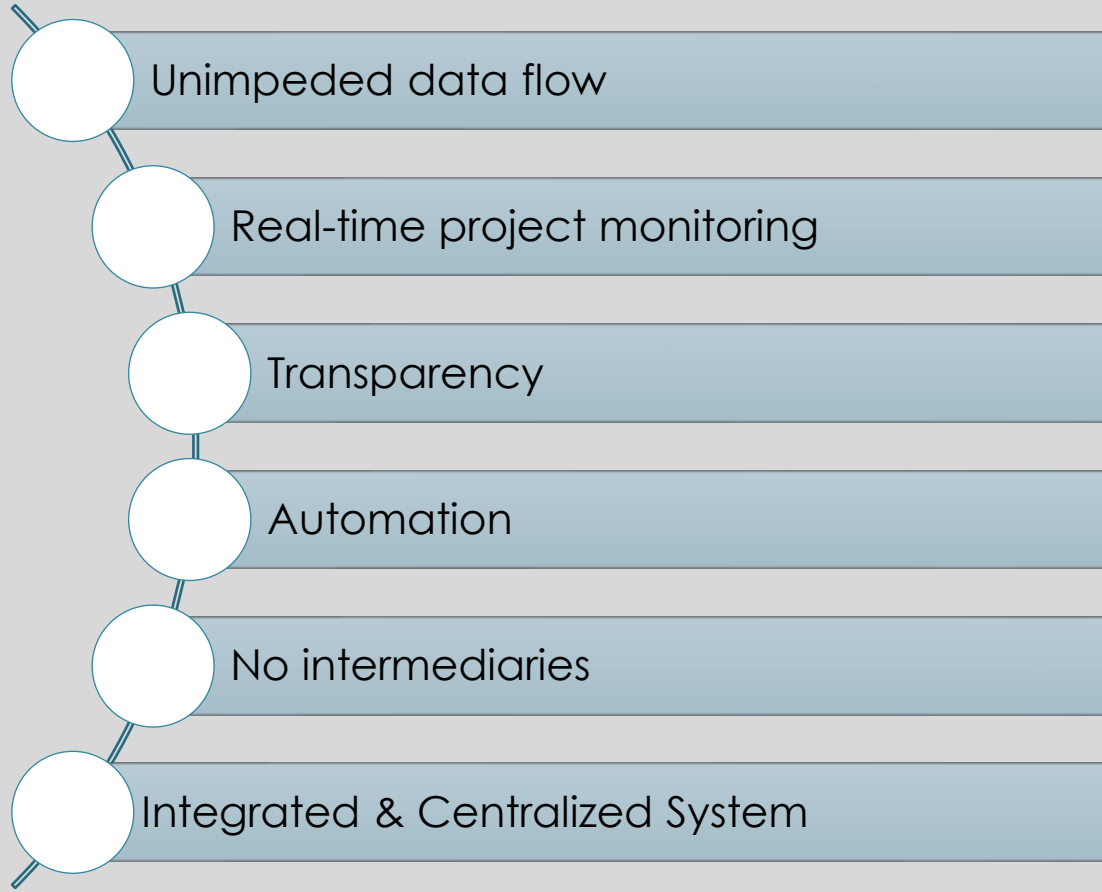 Unimpeded data flow
Real-time project monitoring
Transparency
Automation
No intermediaries
Integrated & Centralized System